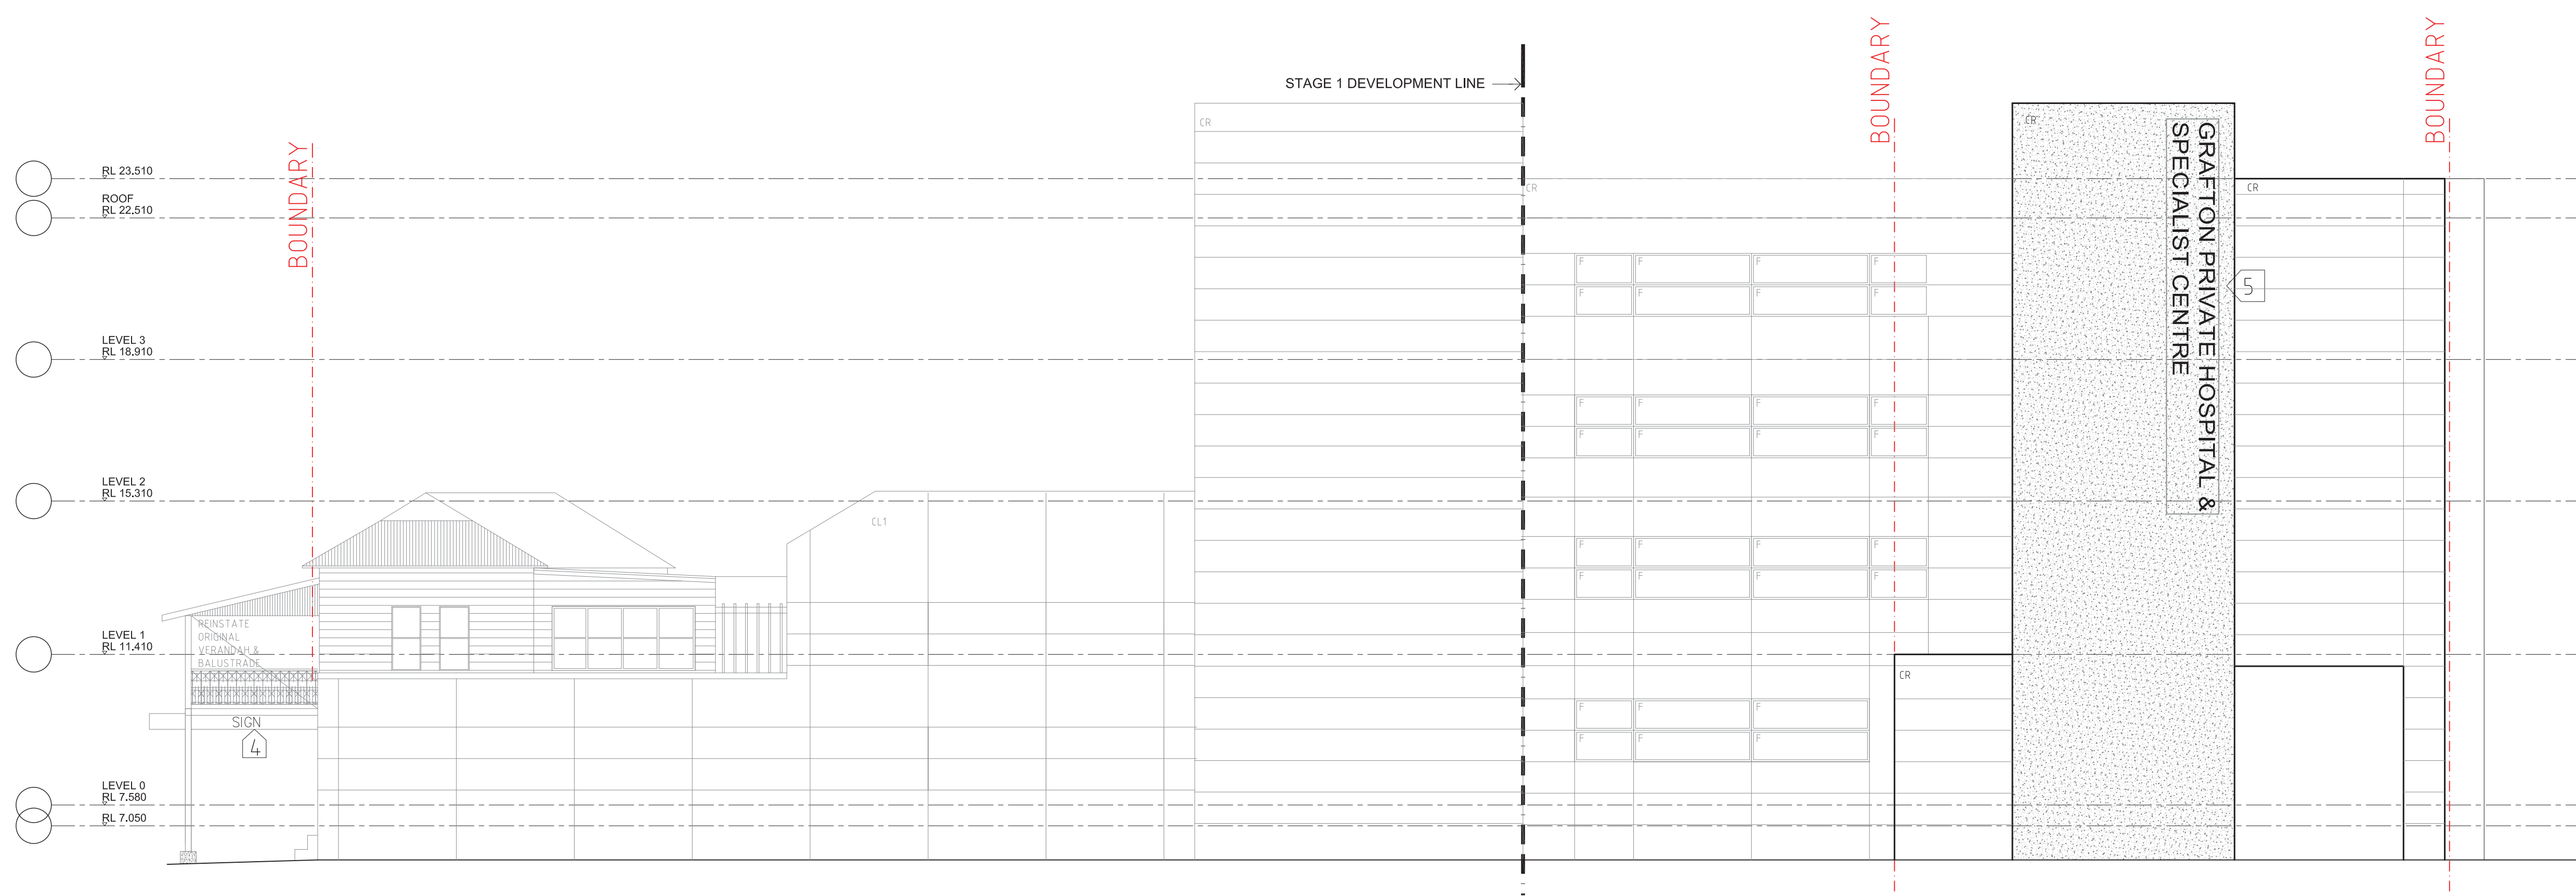 BOUNDARY
BOUNDARY
STAGE 1 DEVELOPMENT LINE
CR
CR
GRAFTON PRIVATE HOSPITAL &
SPECIALIST CENTRE
BOUNDARY
RL 23.510
CR
CR
ROOF
RL 22.510
F F F F
5
F F F F
LEVEL 3
RL 18.910
F F F F
F F F F
LEVEL 2
RL 15.310
CL1
F F F F
F F F F
REINSTATE
ORIGINAL
VERANDAH &
BALUSTRADE
LEVEL 1
RL 11.410
CR
F F F
SIGN
4
F F F
LEVEL 0
RL 7.580
RL 7.050